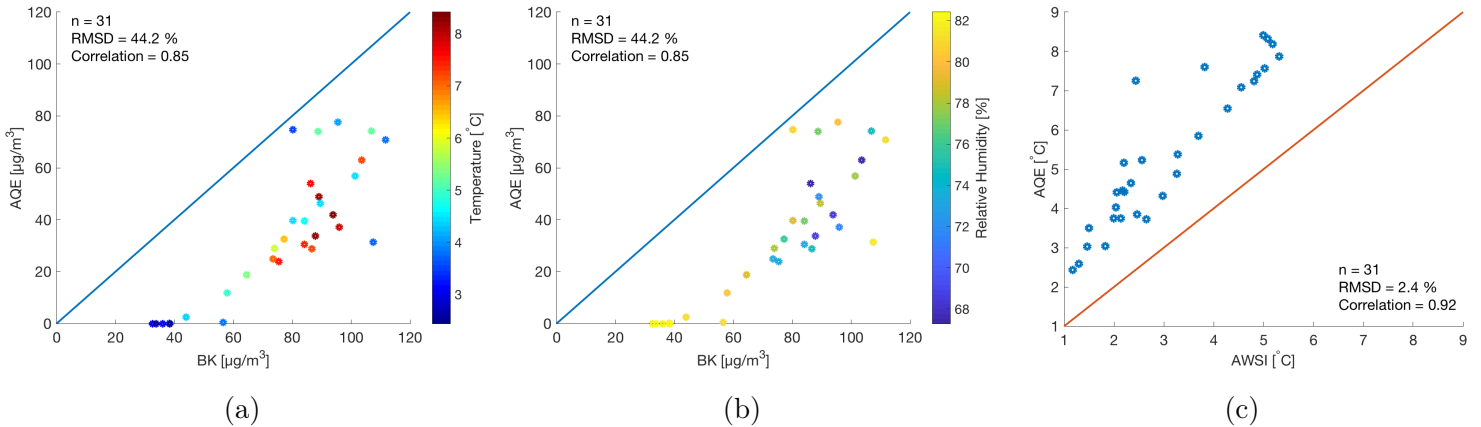 n = 31
RMSD = 44.2 %
Correlation = 0.85
120
100
80
60
40
20
0
AQE [µg/m³]
0 20 40 60 80 100 120
BK [µg/m³]
8
7
6
5
4
3
Temperature [°C]
(a)
n = 31
RMSD = 44.2 %
Correlation = 0.85
120
100
80
60
40
20
0
AQE [µg/m³]
0 20 40 60 80 100 120
BK [µg/m³]
82
80
78
76
74
72
70
68
Relative Humidity [%]
(b)
9
8
7
6
5
4
3
2
1
AQE [°C]
n = 31
RMSD = 2.4 %
Correlation = 0.92
1 2 3 4 5 6 7 8 9
AWSI [°C]
(c)